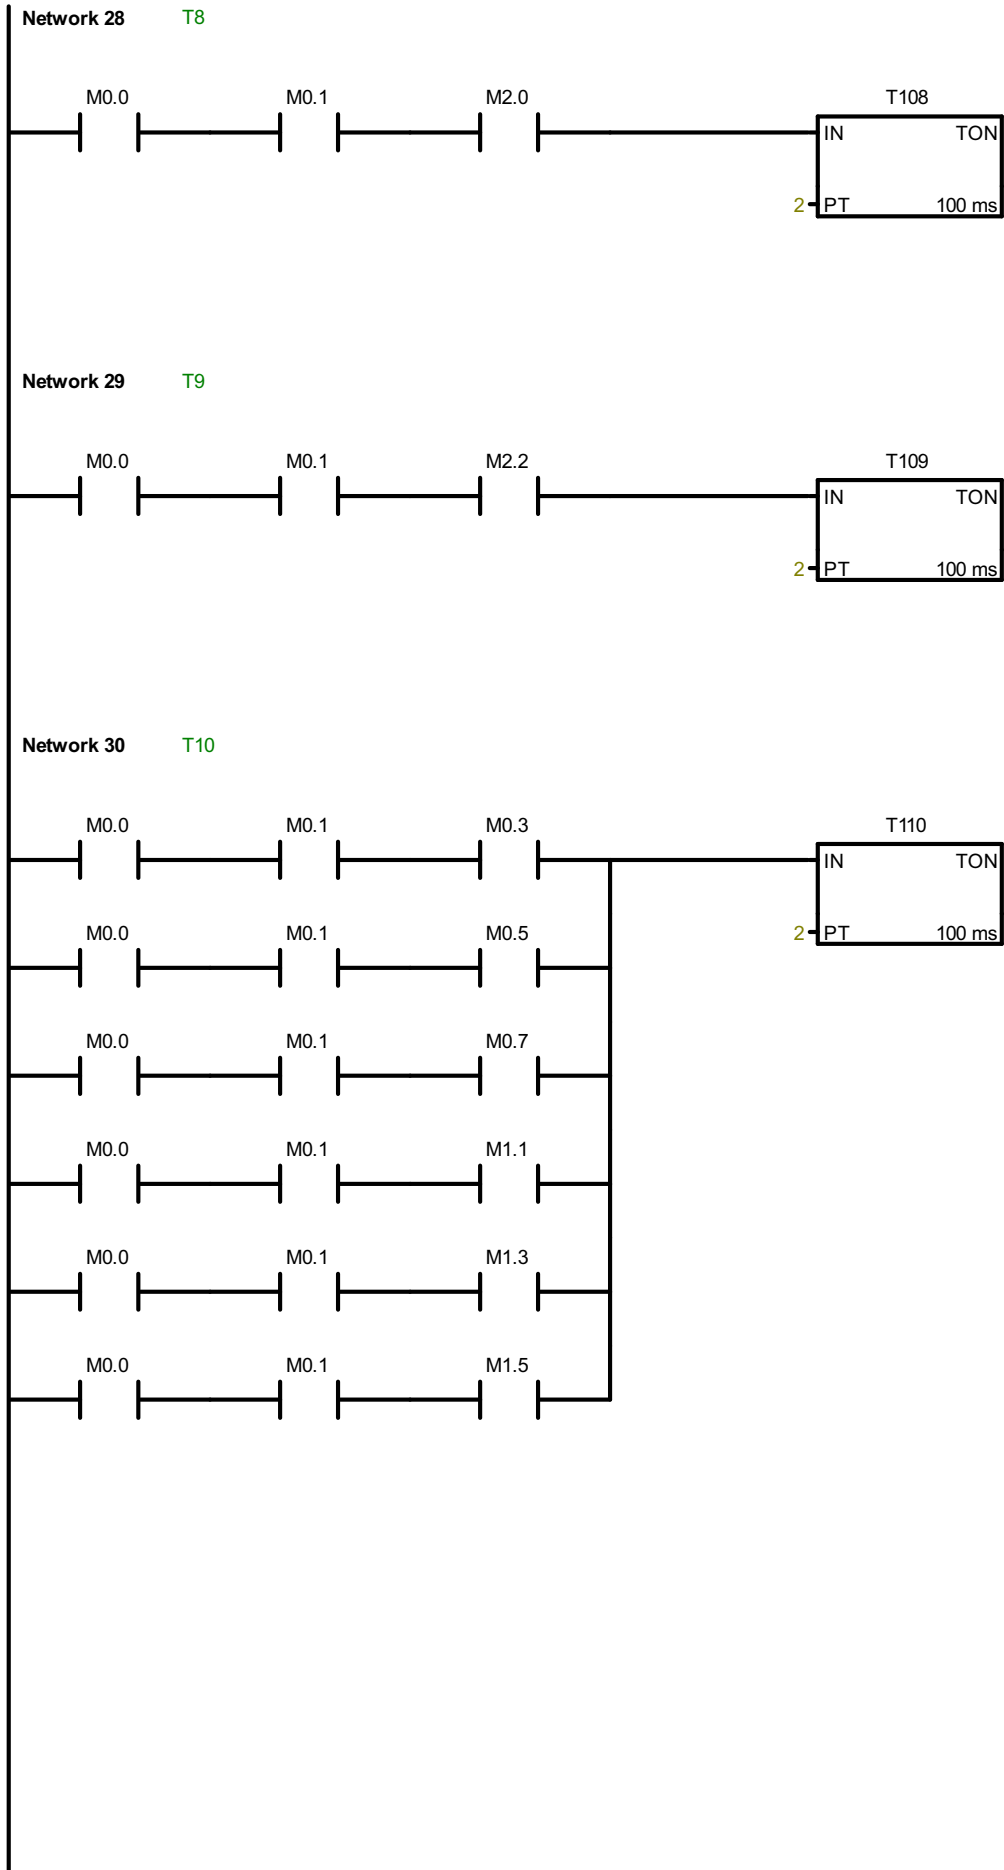 Network 28 T8
M0.0 M0.1 M2.0 T108
IN TON
2 PT 100 ms
Network 29 T9
M0.0 M0.1 M2.2 T109
IN TON
2 PT 100 ms
Network 30 T10
M0.0 M0.1 M0.3 T110
IN TON
M0.0 M0.1 M0.5
2 PT 100 ms
M0.0 M0.1 M0.7
M0.0 M0.1 M1.1
M0.0 M0.1 M1.3
M0.0 M0.1 M1.5